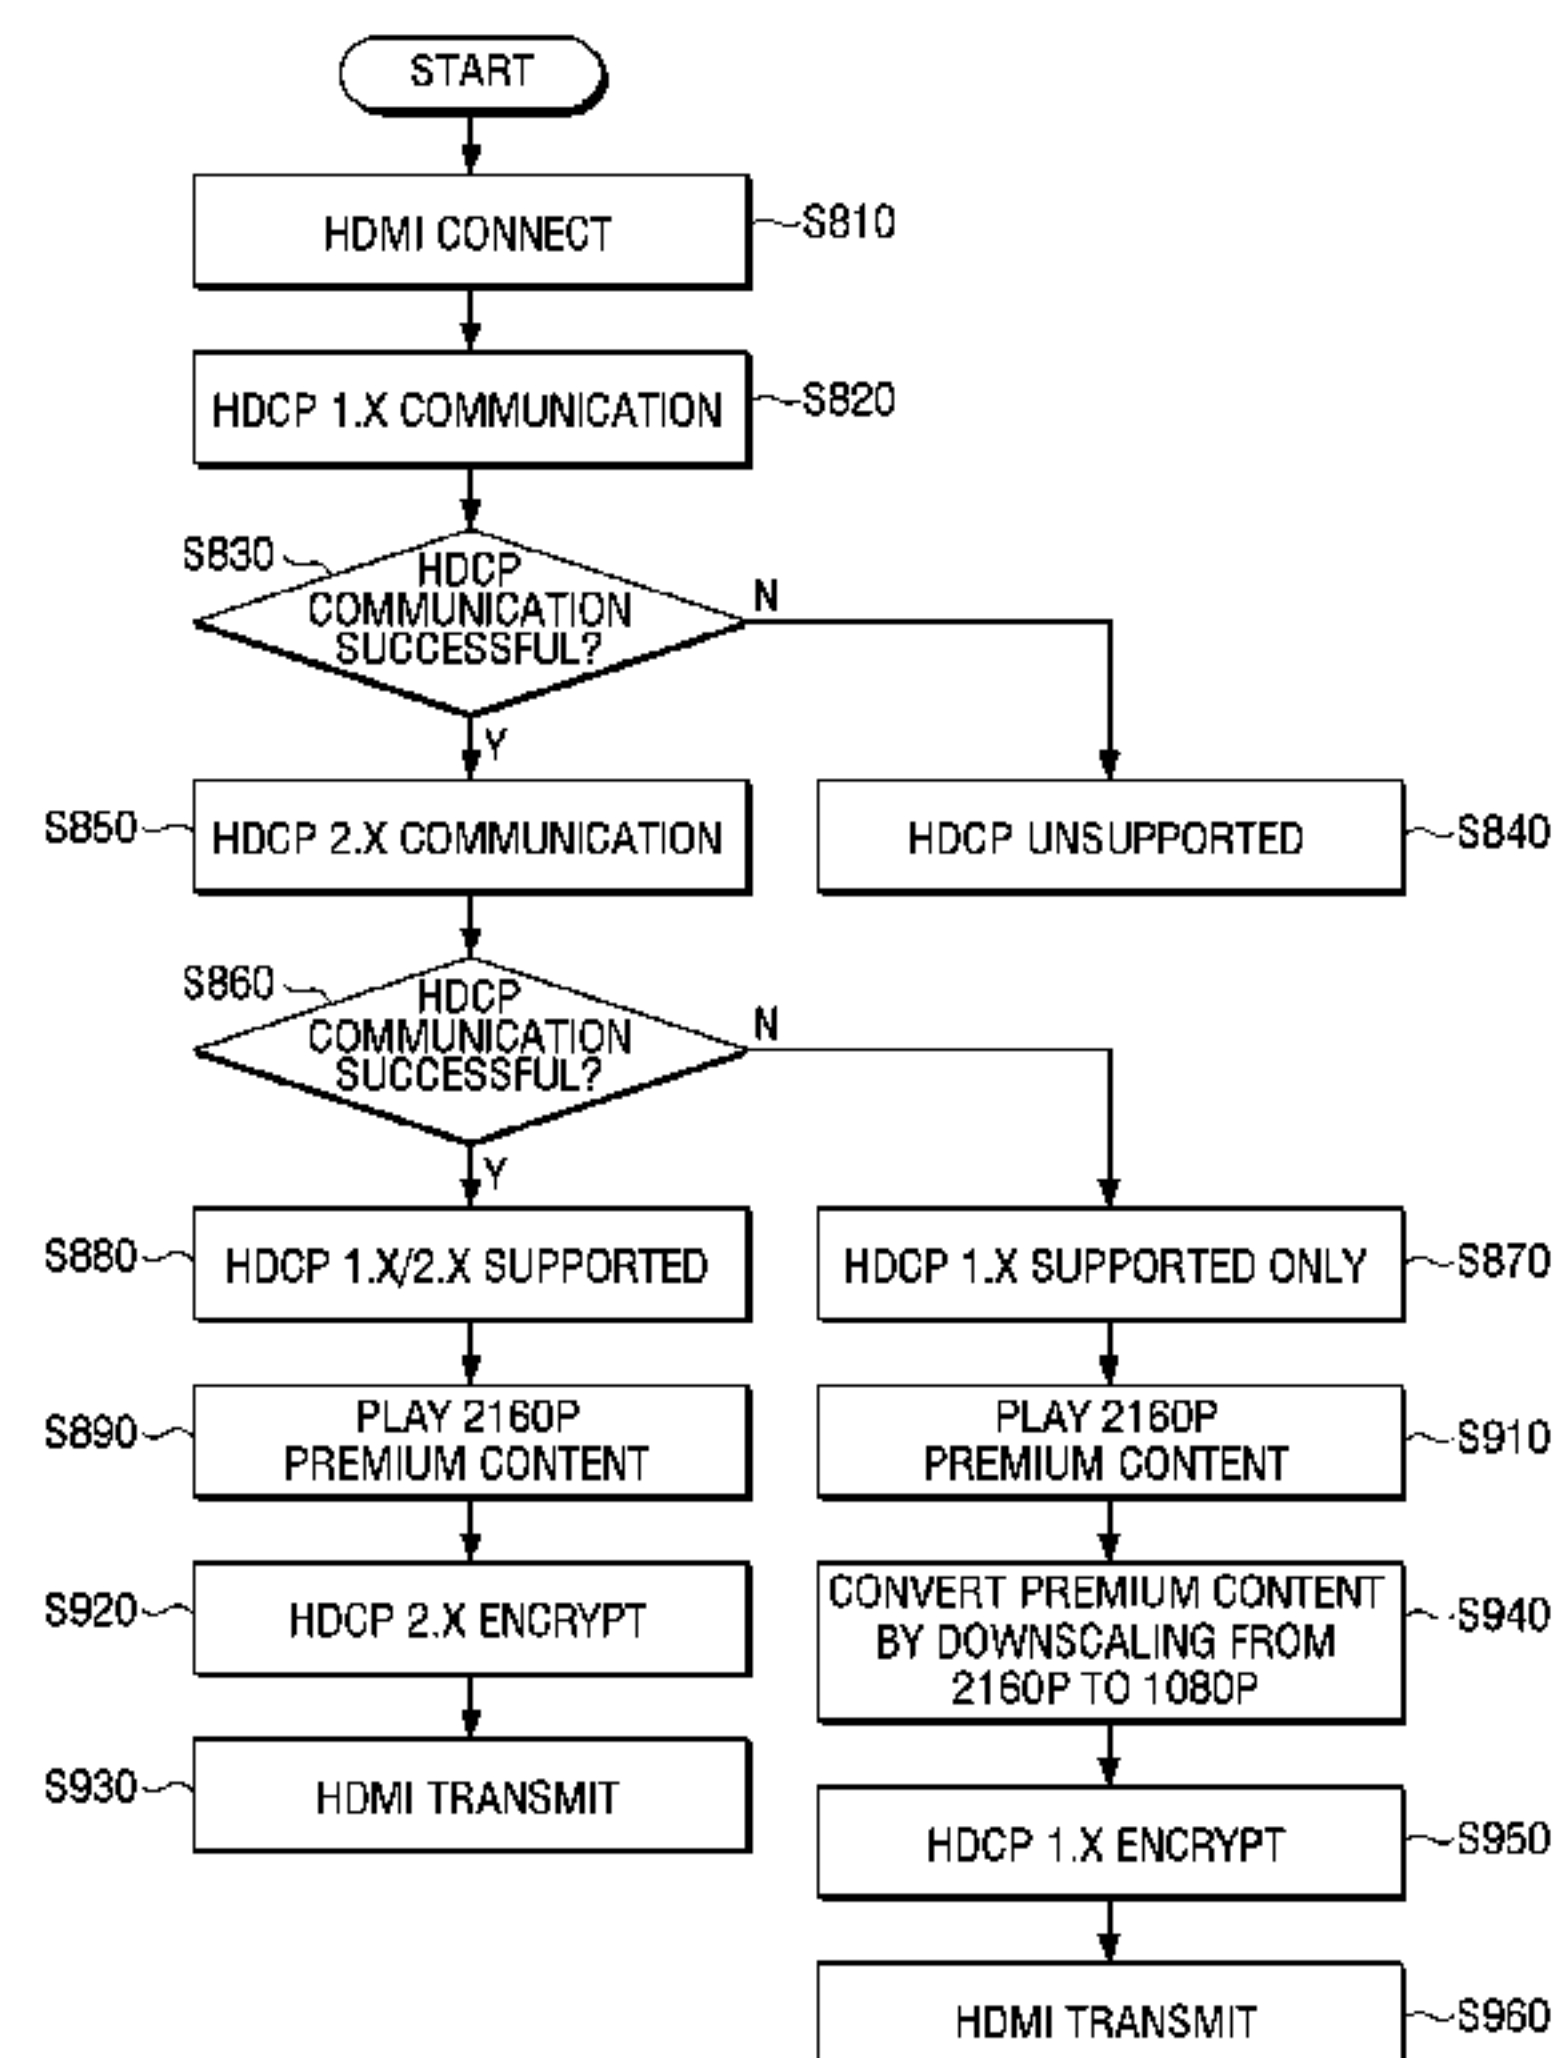 START
HDMI CONNECT
S810
HDCP 1.X COMMUNICATION
S820
S830
HDCP
COMMUNICATION
SUCCESSFUL?
N
Y
S850
HDCP 2.X COMMUNICATION
HDCP UNSUPPORTED
S840
S860
HDCP
COMMUNICATION
SUCCESSFUL?
N
Y
S880
HDCP 1.X/2.X SUPPORTED
HDCP 1.X SUPPORTED ONLY
S870
S890
PLAY 2160P
PREMIUM CONTENT
PLAY 2160P
PREMIUM CONTENT
S910
S920
HDCP 2.X ENCRYPT
CONVERT PREMIUM CONTENT
BY DOWNSCALING FROM
2160P TO 1080P
S940
S930
HDMI TRANSMIT
HDCP 1.X ENCRYPT
S950
HDMI TRANSMIT
S960